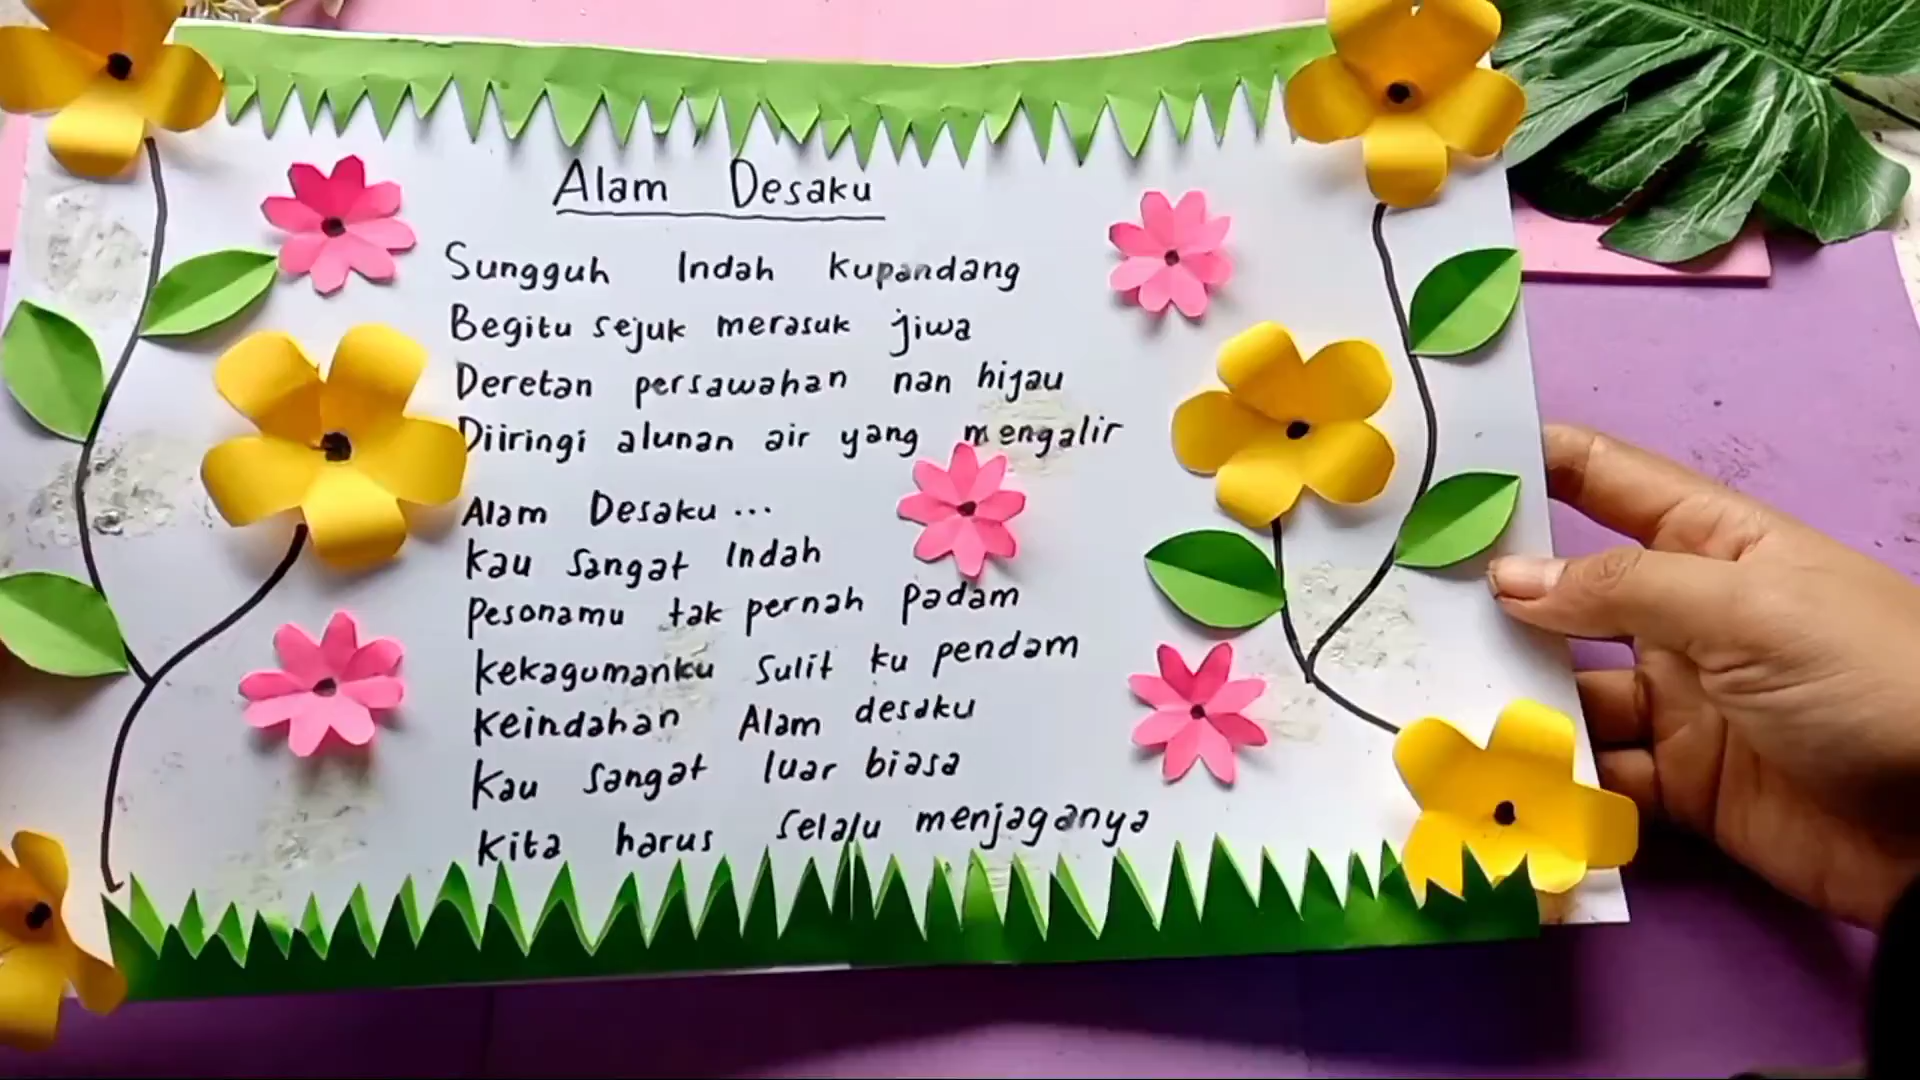 Alam Desaku
Sungguh Indah Kupandang
Begitu sejuk merasuk jiwa
Deretan persawahan nan hijau
Diiringi alunan air yang mengalir
Alam Desaku...
Kau Sangat Indah
Pesonamu tak pernah padam
Kekagumanku Sulit ku pendam
Keindahan Alam desaku
Kau Sangat luar biasa
Kita harus selalu menjaganya